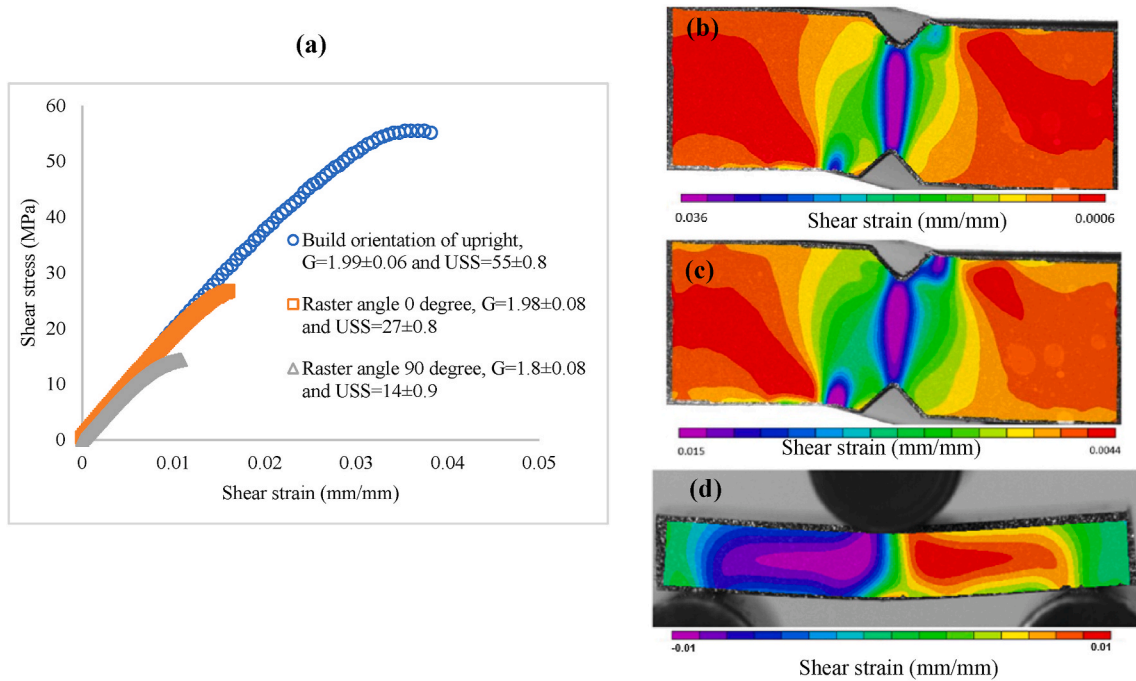 (a)
60
50
40
30
20
10
0
Shear stress (MPa)
0
0.01
0.02
0.03
0.04
0.05
Shear strain (mm/mm)
Build orientation of upright,
G=1.99±0.06 and USS=55±0.8
Raster angle 0 degree, G=1.98±0.08
and USS=27±0.8
Raster angle 90 degree, G=1.8±0.08
and USS=14±0.9
(b)
0.036
0.0006
Shear strain (mm/mm)
(c)
0.015
0.0044
Shear strain (mm/mm)
(d)
-0.01
0.01
Shear strain (mm/mm)